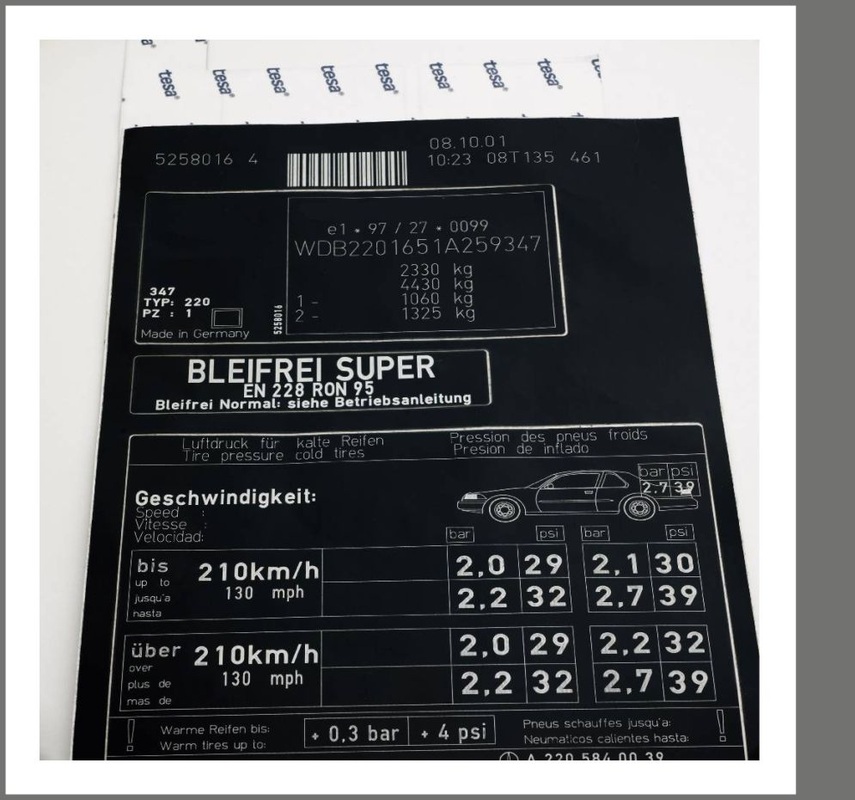 tesa
tesa tesa tesa tesa tesa tesa tesa tesa
08.10.01
5258016 4 10:23 08T135 461
e1 * 97 / 27 * 0099
WDB2201651A259347
2330 kg
4430 kg
1 - 1060 kg
2 - 1325 kg
347
TYP: 220
PZ : 1
Made in Germany
5258016
BLEIFREI SUPER
EN 228 RON 95
Bleifrei Normal: siehe Betriebsanleitung
Luftdruck für kalte Reifen Pression des pneus froids
Tire pressure cold tires Presion de inflado
bar psi
2,7 39
Geschwindigkeit:
Speed :
Vitesse :
Velocidad:
bar psi bar psi
bis 210km/h 2,0 29 2,1 30
up to 130 mph
jusqu'a 2,2 32 2,7 39
hasta
über 210km/h 2,0 29 2,2 32
over 130 mph
plus de 2,2 32 2,7 39
mas de
! Warme Reifen bis: + 0,3 bar + 4 psi Pneus schauffes jusqu'a: !
Warm tires up to: Neumaticos calientes hasta:
A 220 584 00 39